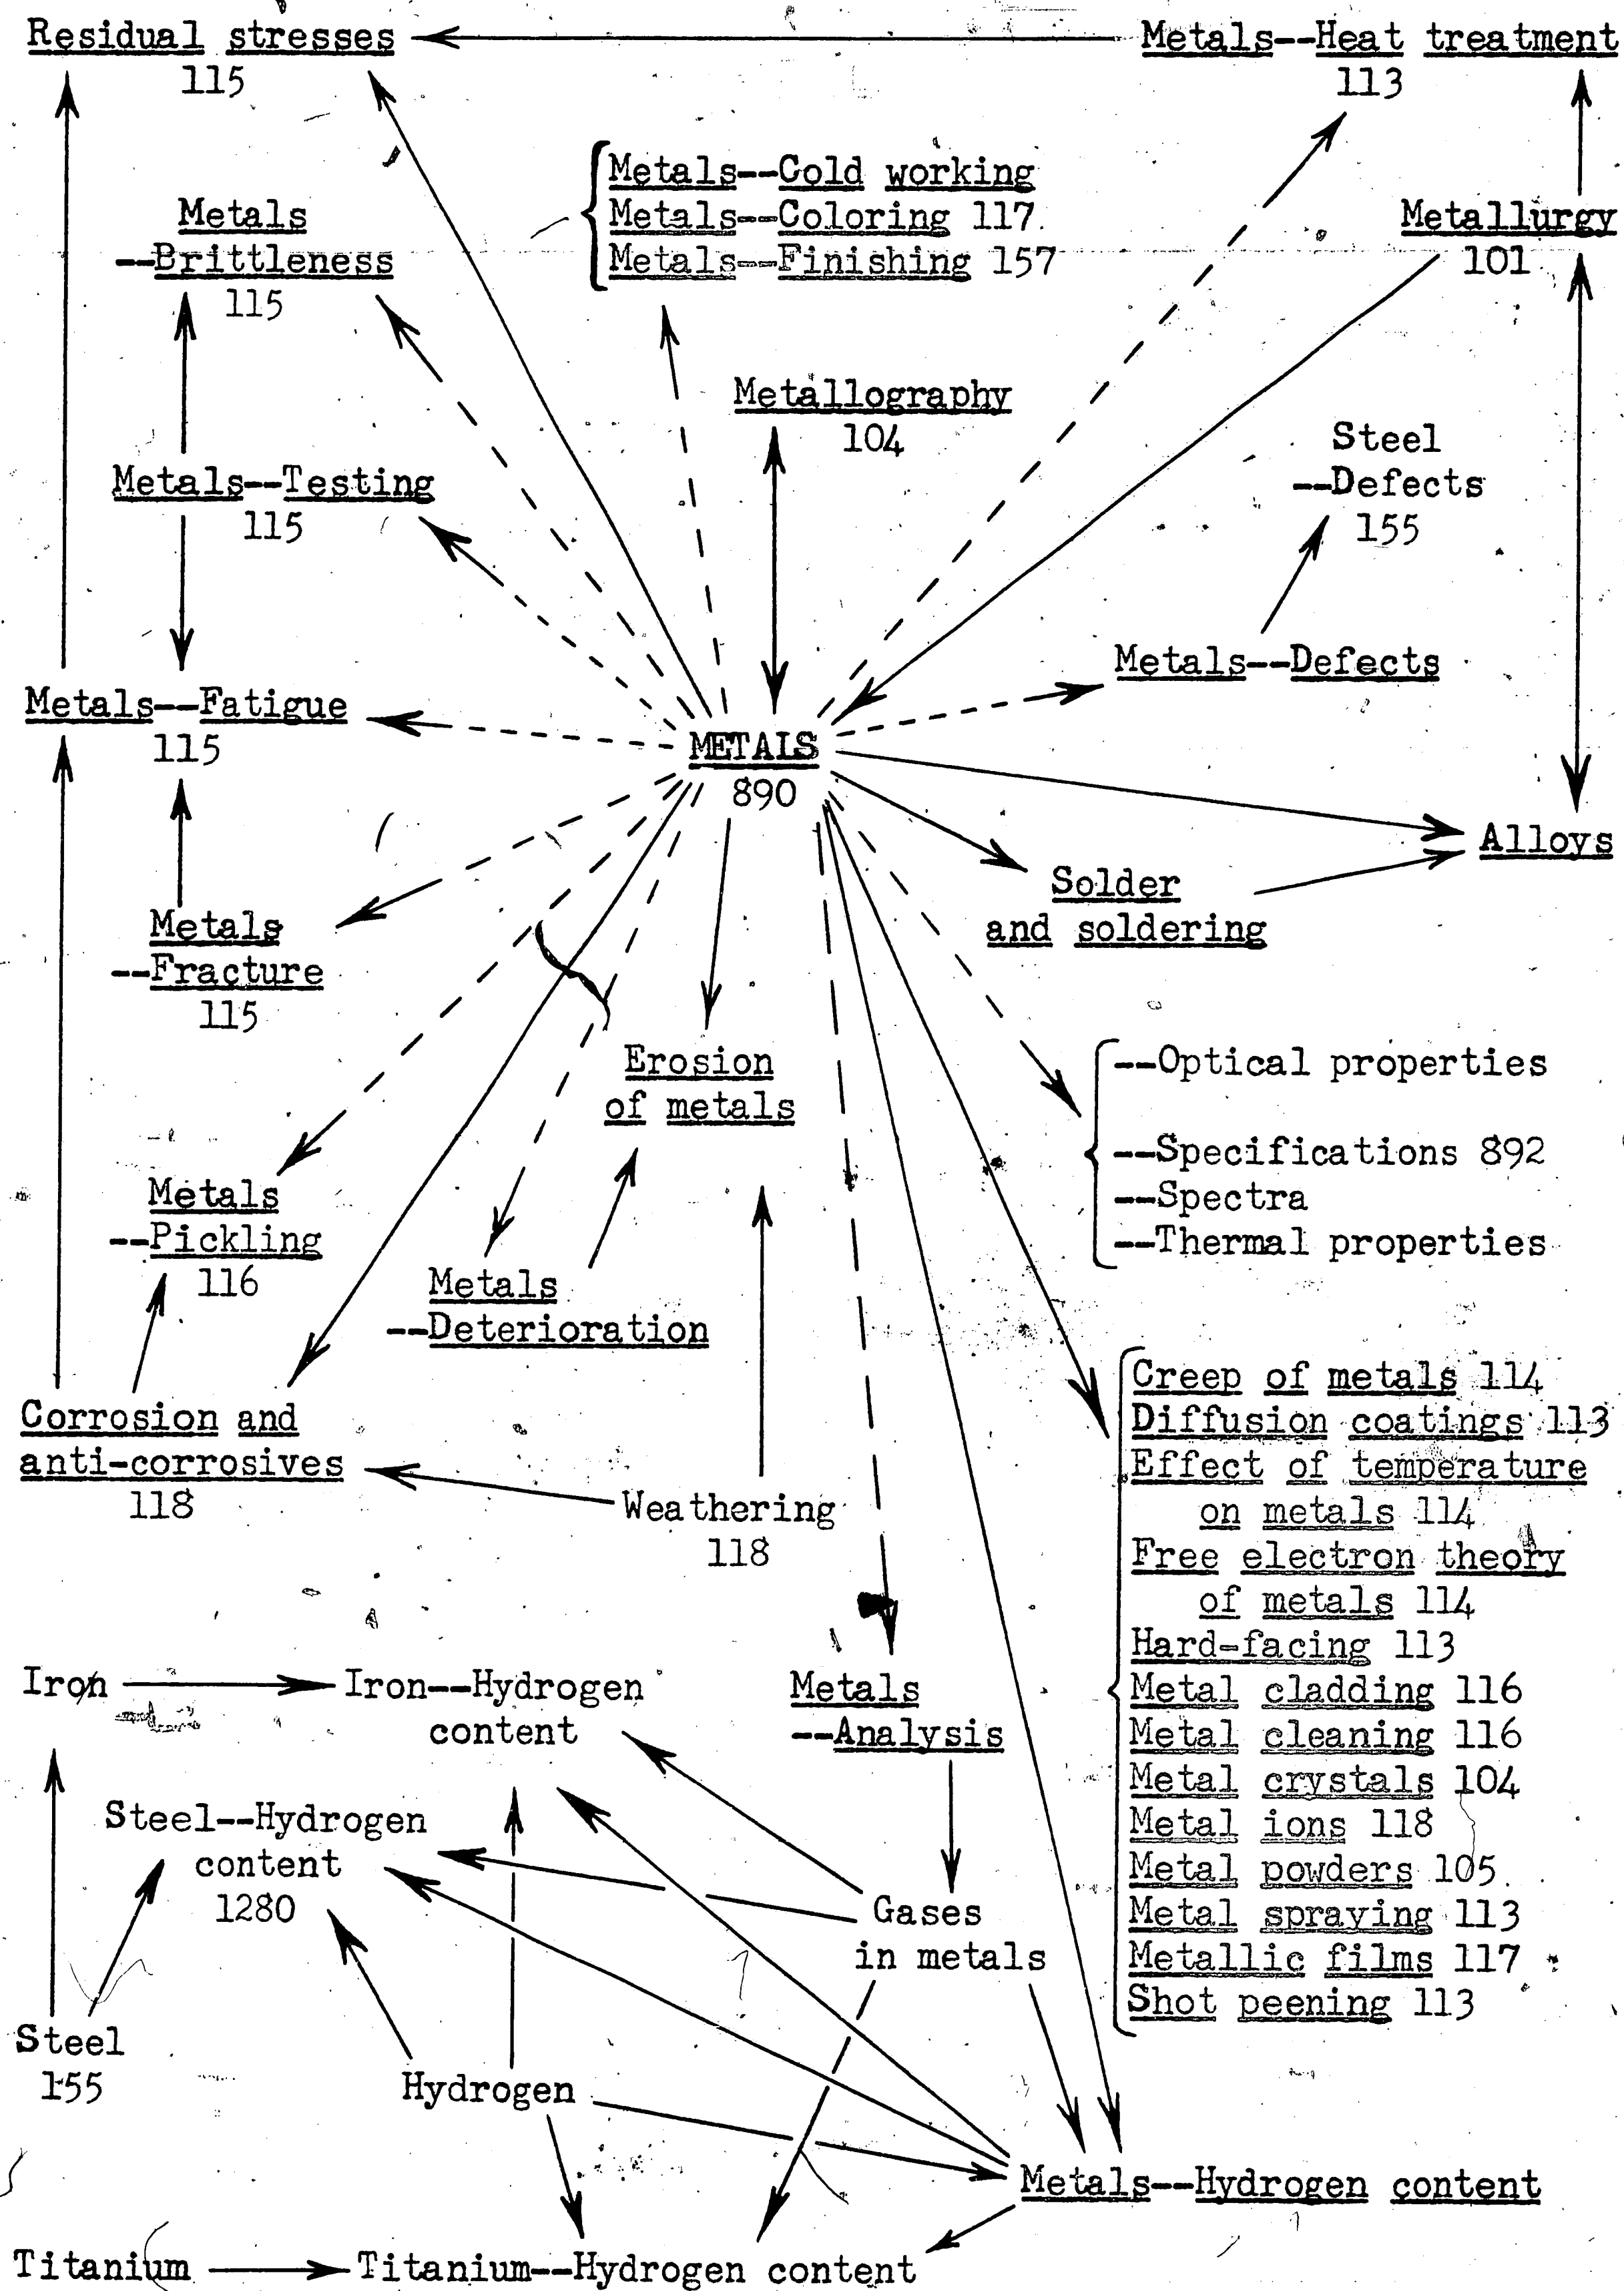 Residual stresses
115
Metals--Heat treatment
113
Metals--Cold working
Metals--Coloring 117
Metals--Finishing 157
Metals
--Brittleness
115
Metallurgy
101
Metallography
104
Steel
--Defects
155
Metals--Testing
115
Metals--Defects
Metals--Fatigue
115
METALS
890
Alloys
Solder
and soldering
Metals
--Fracture
115
Erosion
of metals
--Optical properties
--Specifications 892
--Spectra
--Thermal properties
Metals
--Pickling
116
Metals
--Deterioration
Creep of metals 114
Diffusion coatings 113
Effect of temperature
on metals 114
Free electron theory
of metals 114
Hard-facing 113
Metal cladding 116
Metal cleaning 116
Metal crystals 104
Metal ions 118
Metal powders 105
Metal spraying 113
Metallic films 117
Shot peening 113
Corrosion and
anti-corrosives
118
Weathering
118
Iron
Iron--Hydrogen
content
Metals
--Analysis
Steel--Hydrogen
content
1280
Gases
in metals
Steel
155
Hydrogen
Metals--Hydrogen content
Titanium
Titanium--Hydrogen content